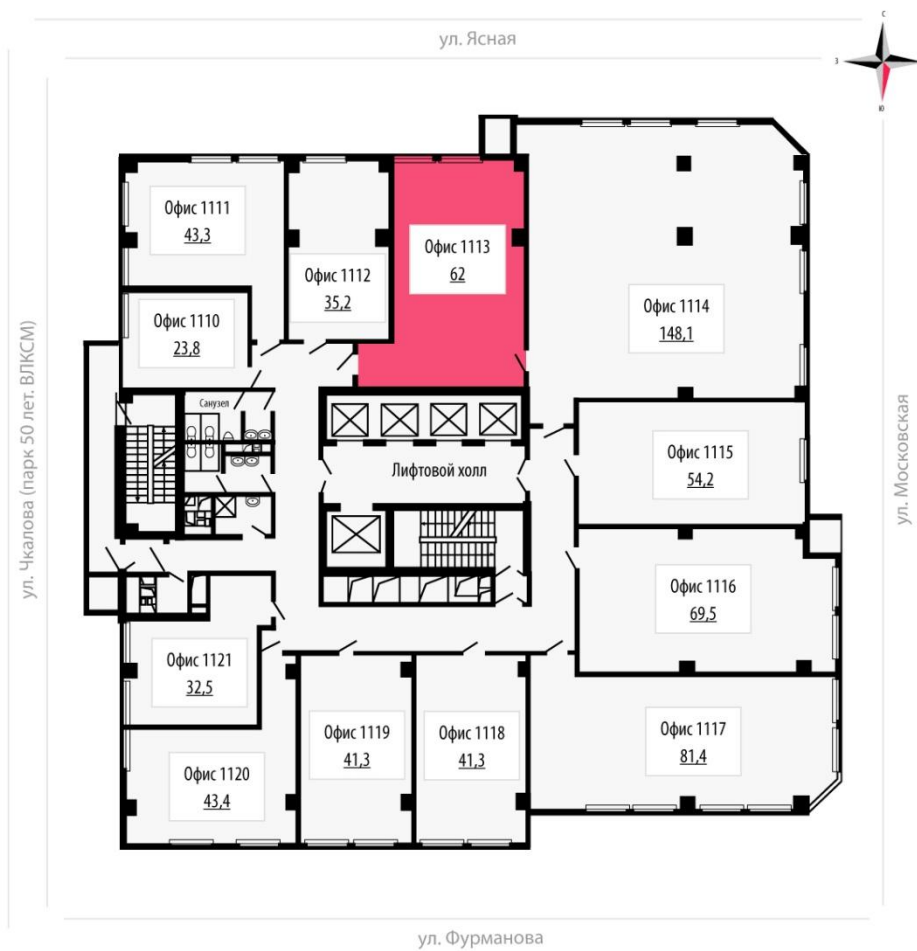 ул. Ясная
С
З
Ю
Офис 1111
43,3
Офис 1112
35,2
Офис 1113
62
Офис 1114
148,1
Офис 1110
23,8
Санузел
Лифтовой холл
Офис 1115
54,2
Офис 1116
69,5
Офис 1121
32,5
Офис 1120
43,4
Офис 1119
41,3
Офис 1118
41,3
Офис 1117
81,4
ул. Чкалова (парк 50 лет. ВЛКСМ)
ул. Московская
ул. Фурманова